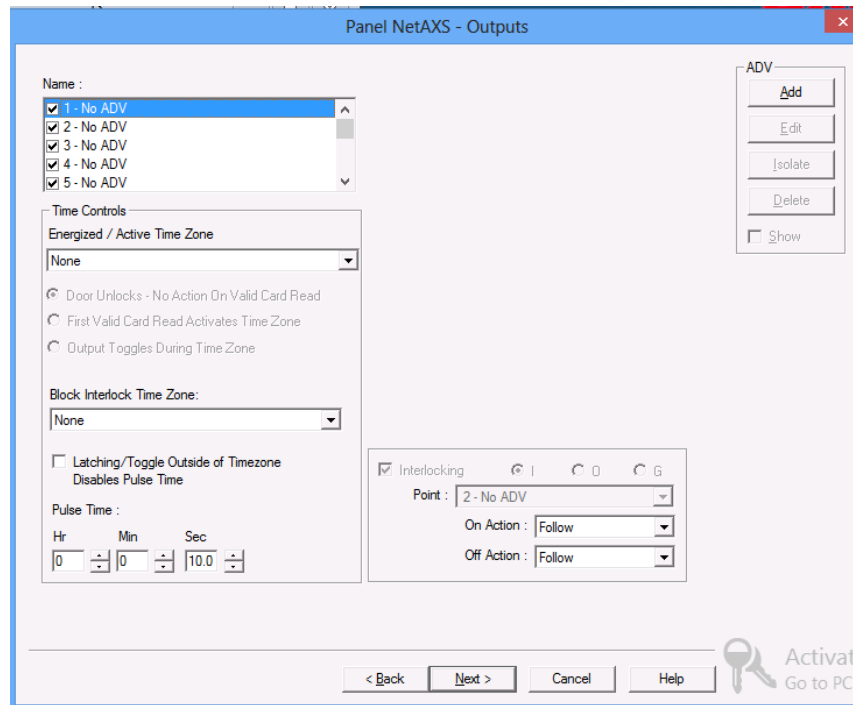 Panel NetAXS - Outputs
Name :
1 - No ADV
2 - No ADV
3 - No ADV
4 - No ADV
5 - No ADV
ADV
Add
Edit
Isolate
Delete
Show
Time Controls
Energized / Active Time Zone
None
Door Unlocks - No Action On Valid Card Read
First Valid Card Read Activates Time Zone
Output Toggles During Time Zone
Block Interlock Time Zone:
None
Latching/Toggle Outside of Timezone
Disables Pulse Time
Pulse Time :
Hr Min Sec
0 0 10.0
Interlocking I O G
Point : 2 - No ADV
On Action : Follow
Off Action : Follow
< Back Next > Cancel Help
Activat
Go to PC